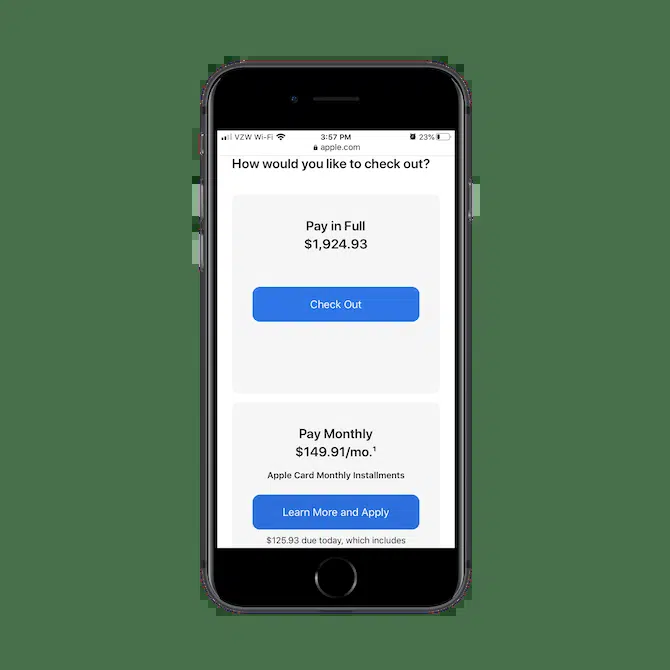 VZW Wi-Fi 3:57 PM 23%
apple.com
How would you like to check out?
Pay in Full
$1,924.93
Check Out
Pay Monthly
$149.91/mo.¹
Apple Card Monthly Installments
Learn More and Apply
$125.93 due today, which includes